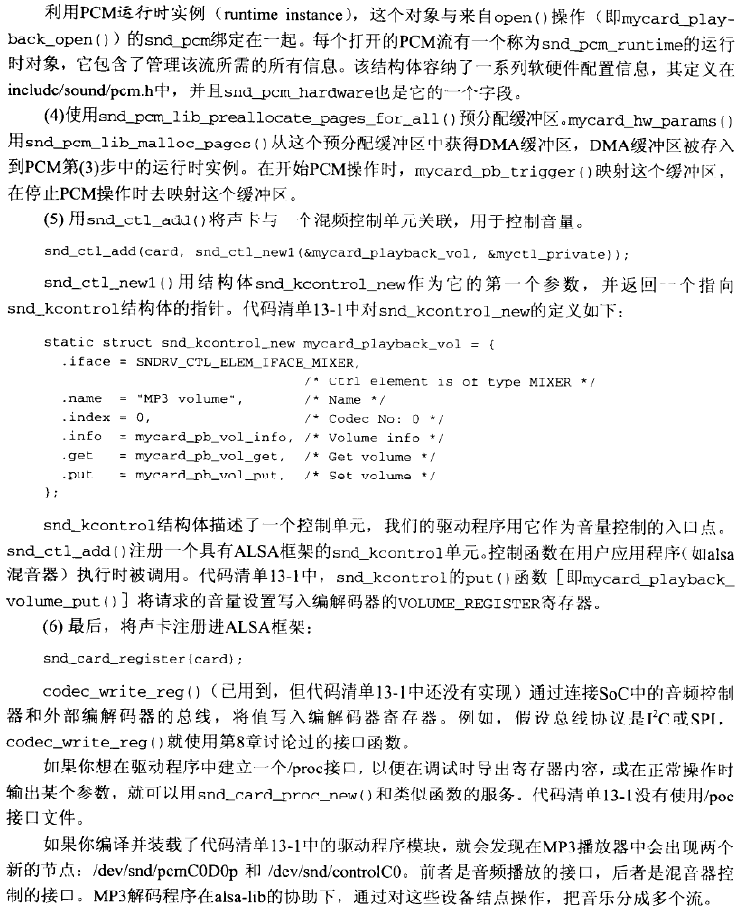 利用PCM运行时实例（runtime instance），这个对象与来自open()操作（即mycard_play-
back_open()）的snd_pcm绑定在一起。每个打开的PCM流有一个称为snd_pcm_runtime的运行
时对象，它包含了管理该流所需的所有信息。该结构体容纳了一系列软硬件配置信息，其定义在
include/sound/pcm.h中，并且snd_pcm_hardware也是它的一个字段。
(4)使用snd_pcm_lib_preallocate_pages_for_all()预分配缓冲区。mycard_hw_params()
用snd_pcm_lib_malloc_pages()从这个预分配缓冲区中获得DMA缓冲区，DMA缓冲区被存入
到PCM第(3)步中的运行时实例。在开始PCM操作时，mycard_pb_trigger()映射这个缓冲区，
在停止PCM操作时去映射这个缓冲区。
(5) 用snd_ctl_add()将声卡与一个混频控制单元关联，用于控制音量。
snd_ctl_add(card, snd_ctl_new1(&mycard_playback_vol, &myctl_private));
snd_ctl_new1()用结构体snd_kcontrol_new作为它的第一个参数，并返回一个指向
snd_kcontrol结构体的指针。代码清单13-1中对snd_kcontrol_new的定义如下：
static struct snd_kcontrol_new mycard_playback_vol = {
.iface = SNDRV_CTL_ELEM_IFACE_MIXER,
/* Ctrl element is of type MIXER */
.name = "MP3 volume", /* Name */
.index = 0, /* Codec No: 0 */
.info = mycard_pb_vol_info, /* Volume info */
.get = mycard_pb_vol_get, /* Get volume */
.put = mycard_pb_vol_put, /* Set volume */
};
snd_kcontrol结构体描述了一个控制单元，我们的驱动程序用它作为音量控制的入口点。
snd_ctl_add()注册一个具有ALSA框架的snd_kcontrol单元。控制函数在用户应用程序（如alsa
混音器）执行时被调用。代码清单13-1中，snd_kcontrol的put()函数［即mycard_playback_
volume_put()］将请求的音量设置写入编解码器的VOLUME_REGISTER寄存器。
(6) 最后，将声卡注册进ALSA框架：
snd_card_register(card);
codec_write_reg()（已用到，但代码清单13-1中还没有实现）通过连接SoC中的音频控制
器和外部编解码器的总线，将值写入编解码器寄存器。例如，假设总线协议是I²C或SPI，
codec_write_reg()就使用第8章讨论过的接口函数。
如果你想在驱动程序中建立一个/proc接口，以便在调试时导出寄存器内容，或在正常操作时
输出某个参数，就可以用snd_card_proc_new()和类似函数的服务。代码清单13-1没有使用/poc
接口文件。
如果你编译并装载了代码清单13-1中的驱动程序模块，就会发现在MP3播放器中会出现两个
新的节点：/dev/snd/pcmC0D0p 和 /dev/snd/controlC0。前者是音频播放的接口，后者是混音器
控制的接口。MP3解码程序在alsa-lib的协助下，通过对这些设备结点操作，把音乐分成多个流。